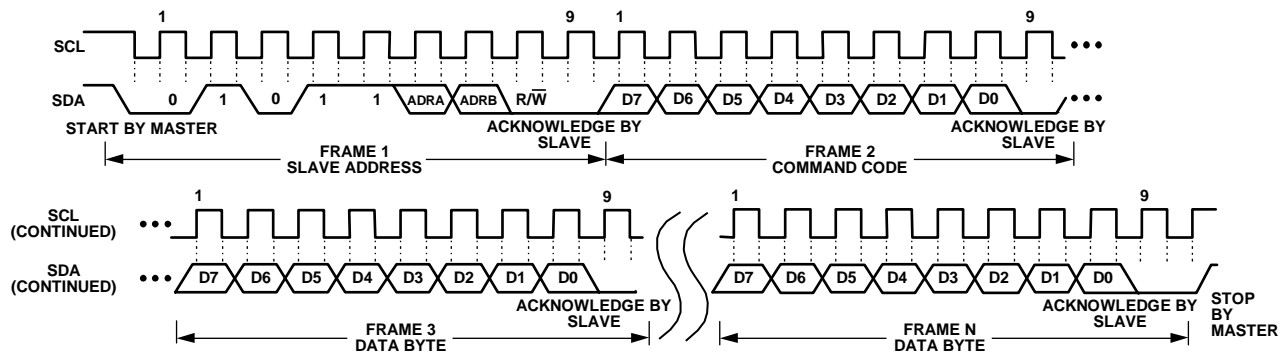 1 9 1 9
SCL
SDA 0 1 0 1 1 ADRA ADRB R/W̅ D7 D6 D5 D4 D3 D2 D1 D0
START BY MASTER ACKNOWLEDGE BY SLAVE ACKNOWLEDGE BY SLAVE
FRAME 1 SLAVE ADDRESS FRAME 2 COMMAND CODE
1 9 1 9
SCL (CONTINUED)
SDA (CONTINUED) D7 D6 D5 D4 D3 D2 D1 D0 D7 D6 D5 D4 D3 D2 D1 D0
ACKNOWLEDGE BY SLAVE ACKNOWLEDGE BY SLAVE STOP BY MASTER
FRAME 3 DATA BYTE FRAME N DATA BYTE